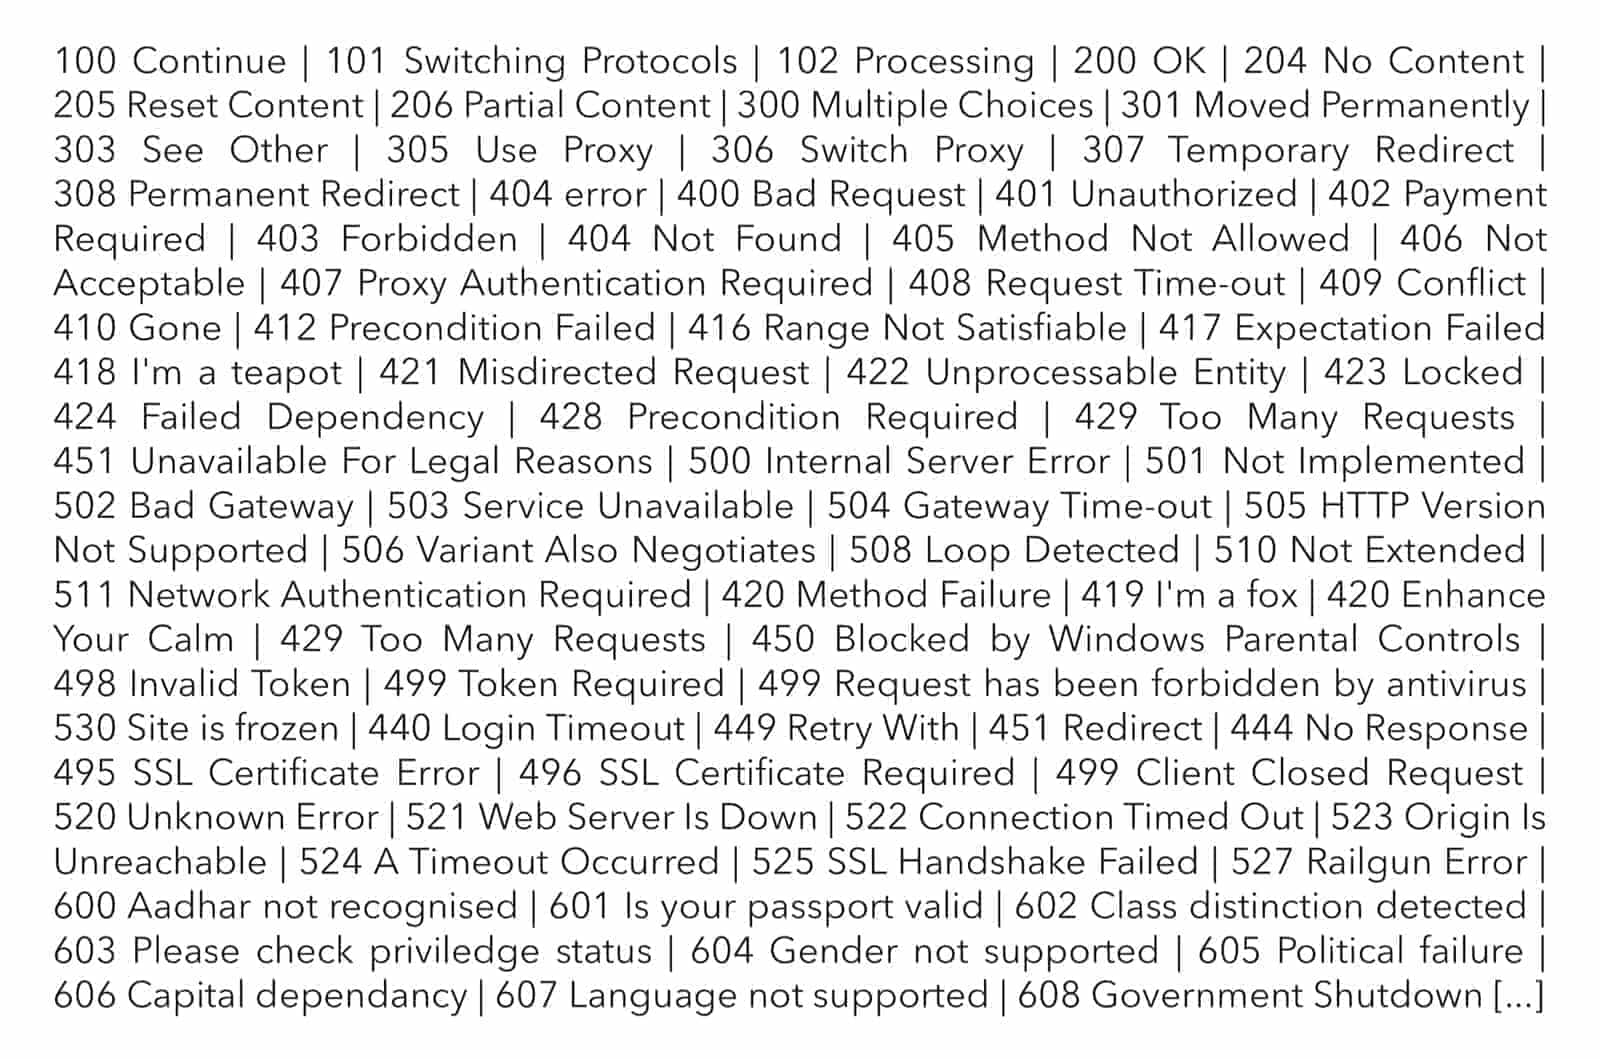 100 Continue | 101 Switching Protocols | 102 Processing | 200 OK | 204 No Content |
205 Reset Content | 206 Partial Content | 300 Multiple Choices | 301 Moved Permanently |
303 See Other | 305 Use Proxy | 306 Switch Proxy | 307 Temporary Redirect |
308 Permanent Redirect | 404 error | 400 Bad Request | 401 Unauthorized | 402 Payment
Required | 403 Forbidden | 404 Not Found | 405 Method Not Allowed | 406 Not
Acceptable | 407 Proxy Authentication Required | 408 Request Time-out | 409 Conflict |
410 Gone | 412 Precondition Failed | 416 Range Not Satisfiable | 417 Expectation Failed
418 I'm a teapot | 421 Misdirected Request | 422 Unprocessable Entity | 423 Locked |
424 Failed Dependency | 428 Precondition Required | 429 Too Many Requests |
451 Unavailable For Legal Reasons | 500 Internal Server Error | 501 Not Implemented |
502 Bad Gateway | 503 Service Unavailable | 504 Gateway Time-out | 505 HTTP Version
Not Supported | 506 Variant Also Negotiates | 508 Loop Detected | 510 Not Extended |
511 Network Authentication Required | 420 Method Failure | 419 I'm a fox | 420 Enhance
Your Calm | 429 Too Many Requests | 450 Blocked by Windows Parental Controls |
498 Invalid Token | 499 Token Required | 499 Request has been forbidden by antivirus |
530 Site is frozen | 440 Login Timeout | 449 Retry With | 451 Redirect | 444 No Response |
495 SSL Certificate Error | 496 SSL Certificate Required | 499 Client Closed Request |
520 Unknown Error | 521 Web Server Is Down | 522 Connection Timed Out | 523 Origin Is
Unreachable | 524 A Timeout Occurred | 525 SSL Handshake Failed | 527 Railgun Error |
600 Aadhar not recognised | 601 Is your passport valid | 602 Class distinction detected |
603 Please check priviledge status | 604 Gender not supported | 605 Political failure |
606 Capital dependancy | 607 Language not supported | 608 Government Shutdown [...]